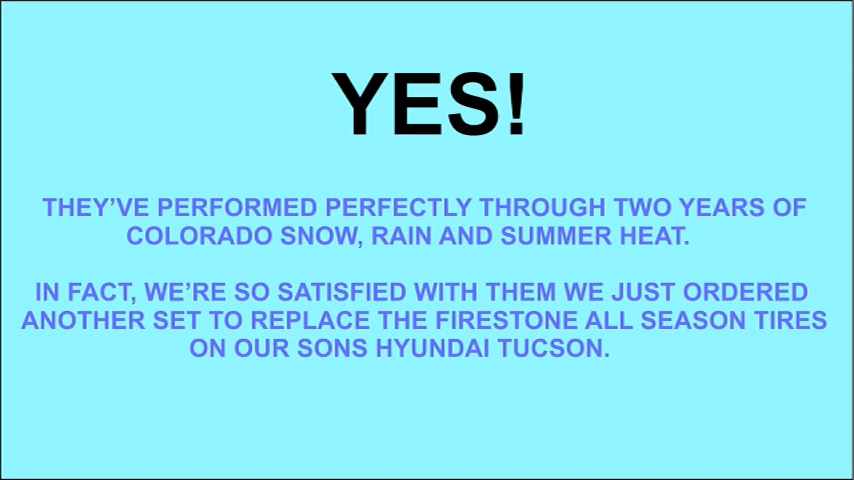 YES!
THEY’VE PERFORMED PERFECTLY THROUGH TWO YEARS OF
COLORADO SNOW, RAIN AND SUMMER HEAT.
IN FACT, WE’RE SO SATISFIED WITH THEM WE JUST ORDERED
ANOTHER SET TO REPLACE THE FIRESTONE ALL SEASON TIRES
ON OUR SONS HYUNDAI TUCSON.